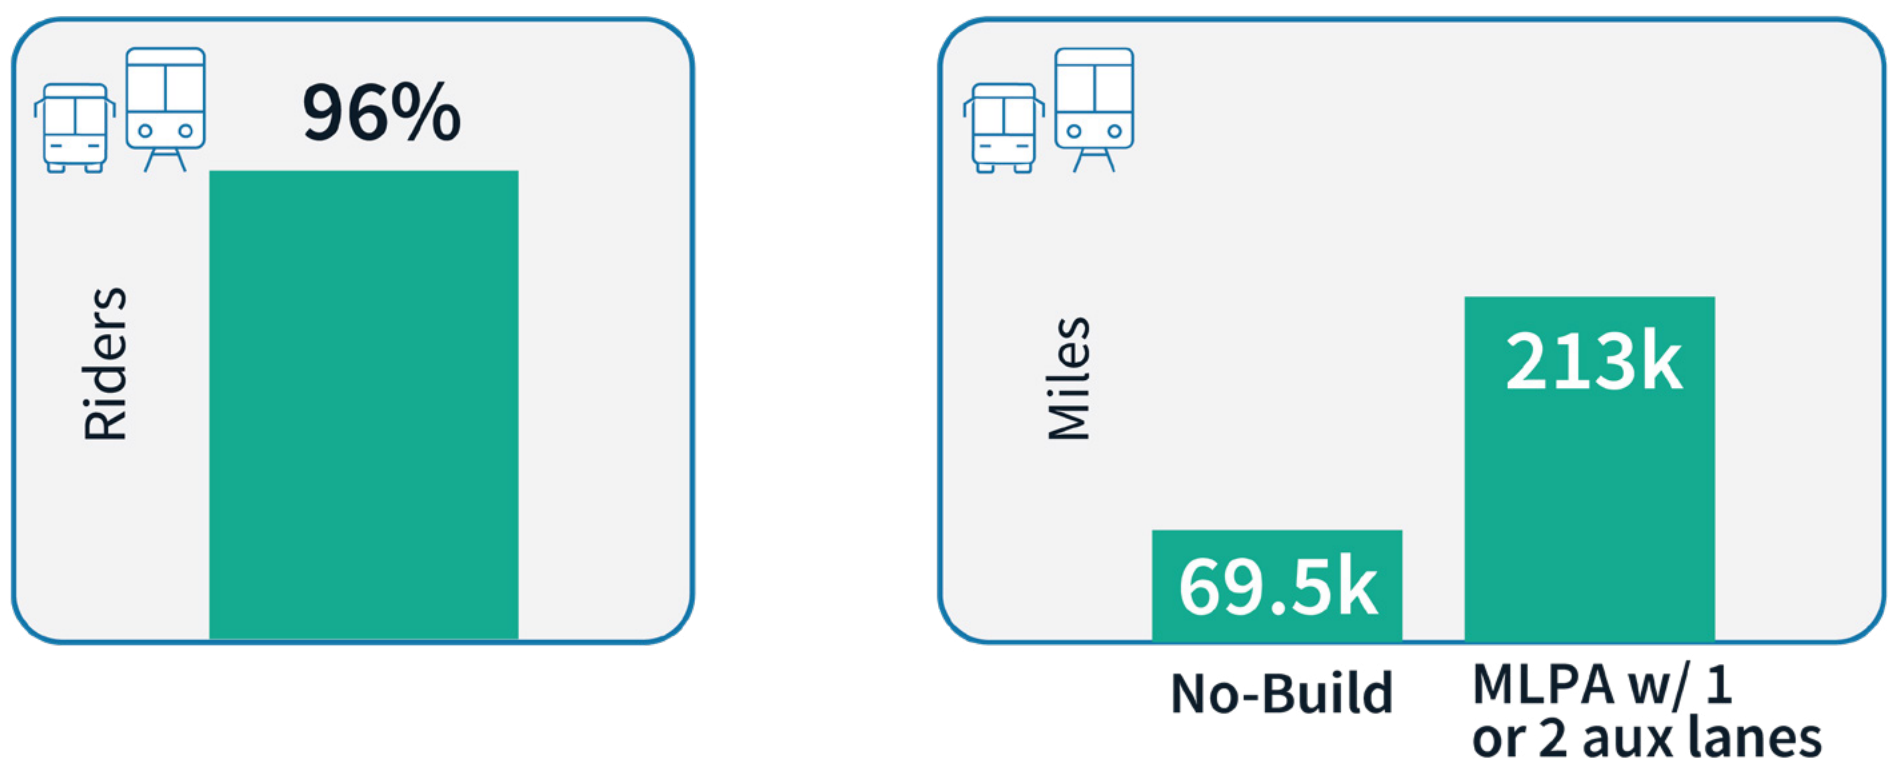 96%
Riders
Miles
69.5k
213k
No-Build
MLPA w/ 1
or 2 aux lanes